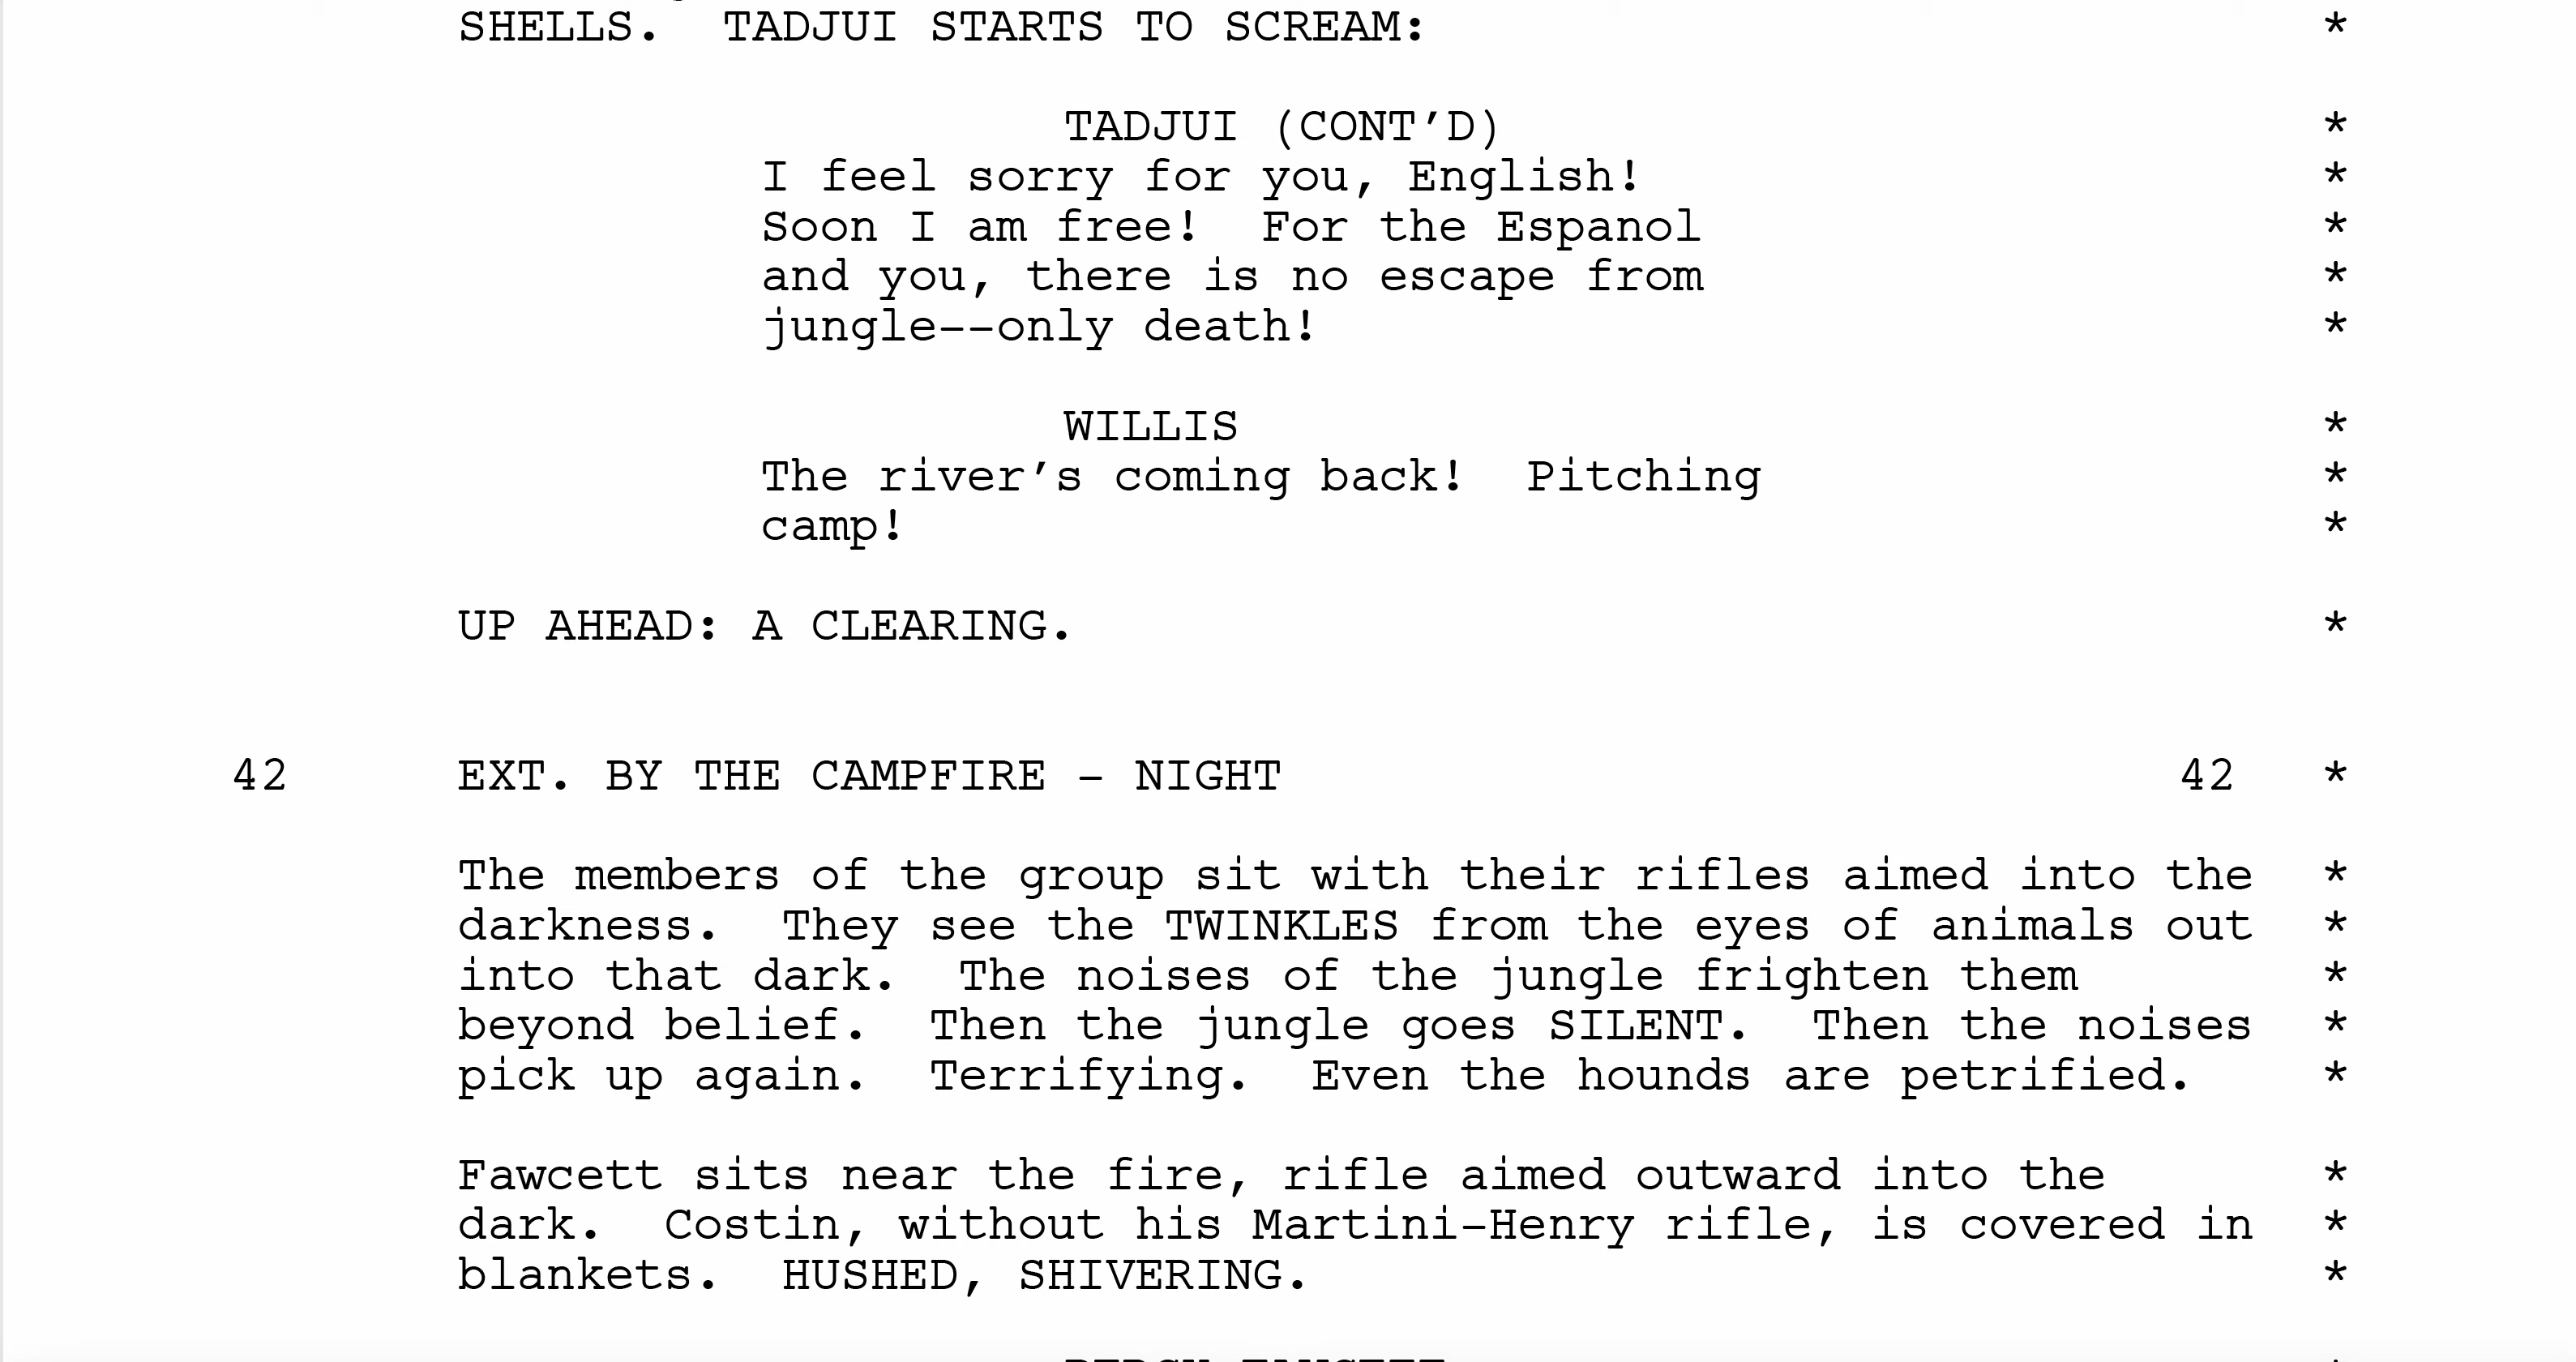 SHELLS.  TADJUI STARTS TO SCREAM: *
TADJUI (CONT’D) *
I feel sorry for you, English! *
Soon I am free!  For the Espanol *
and you, there is no escape from *
jungle--only death! *
WILLIS *
The river’s coming back!  Pitching *
camp! *
UP AHEAD: A CLEARING. *
42 EXT. BY THE CAMPFIRE - NIGHT 42 *
The members of the group sit with their rifles aimed into the *
darkness.  They see the TWINKLES from the eyes of animals out *
into that dark.  The noises of the jungle frighten them *
beyond belief.  Then the jungle goes SILENT.  Then the noises *
pick up again.  Terrifying.  Even the hounds are petrified. *
Fawcett sits near the fire, rifle aimed outward into the *
dark.  Costin, without his Martini-Henry rifle, is covered in *
blankets.  HUSHED, SHIVERING. *